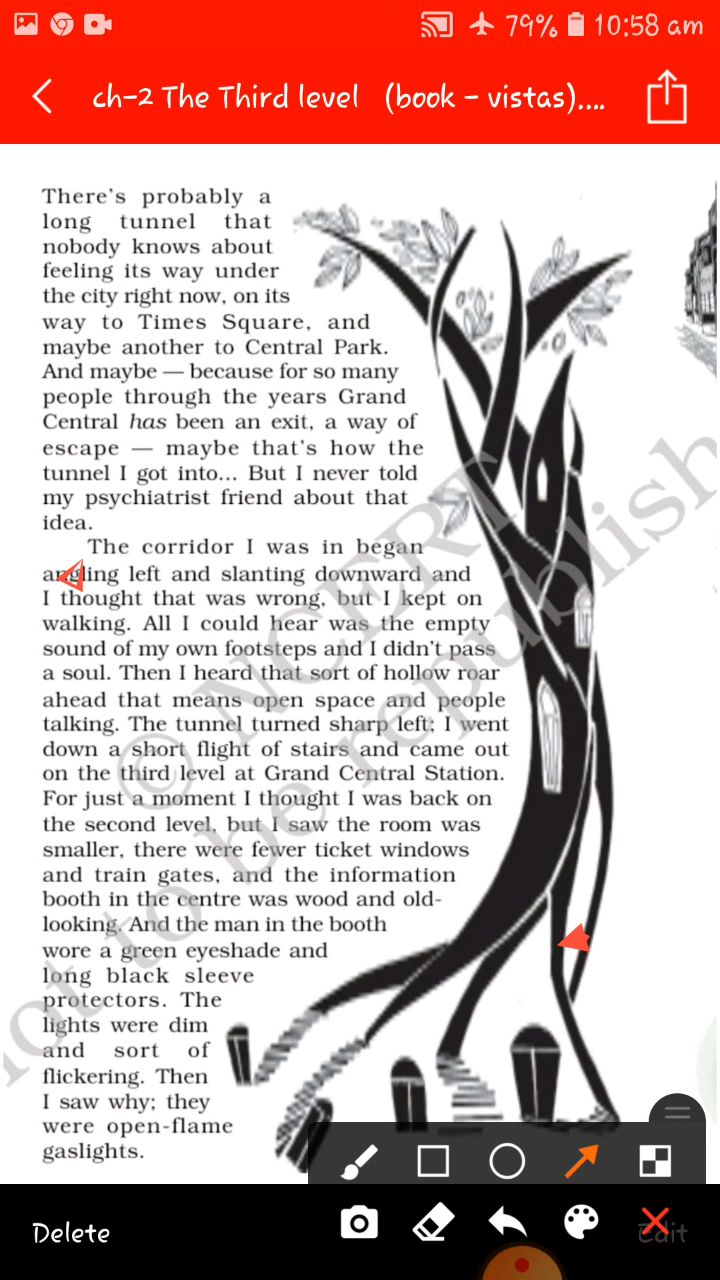 79% 10:58 am
ch-2 The Third level (book - vistas)....
There's probably a
long tunnel that
nobody knows about
feeling its way under
the city right now, on its
way to Times Square, and
maybe another to Central Park.
And maybe — because for so many
people through the years Grand
Central has been an exit, a way of
escape — maybe that's how the
tunnel I got into... But I never told
my psychiatrist friend about that
idea.
The corridor I was in began
angling left and slanting downward and
I thought that was wrong, but I kept on
walking. All I could hear was the empty
sound of my own footsteps and I didn't pass
a soul. Then I heard that sort of hollow roar
ahead that means open space and people
talking. The tunnel turned sharp left; I went
down a short flight of stairs and came out
on the third level at Grand Central Station.
For just a moment I thought I was back on
the second level, but I saw the room was
smaller, there were fewer ticket windows
and train gates, and the information
booth in the centre was wood and old-
looking. And the man in the booth
wore a green eyeshade and
long black sleeve
protectors. The
lights were dim
and sort of
flickering. Then
I saw why; they
were open-flame
gaslights.
© NCERT
not to be republish
Delete
Edit